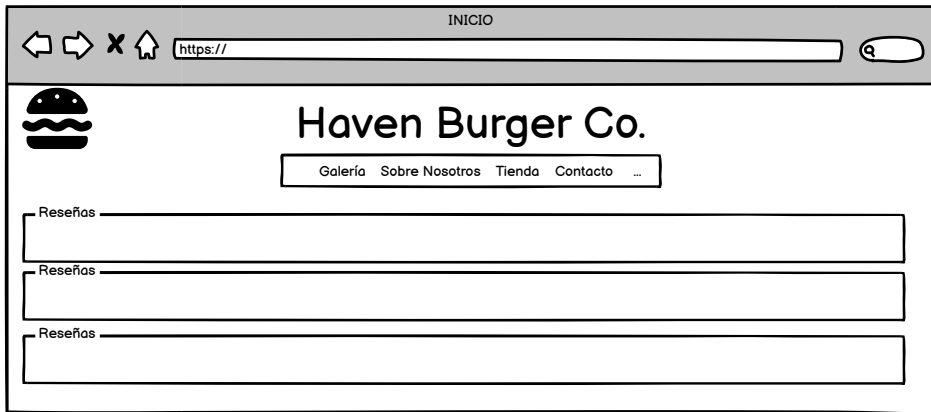 INICIO
https://
Haven Burger Co.
Galería Sobre Nosotros Tienda Contacto ...
Reseñas
Reseñas
Reseñas